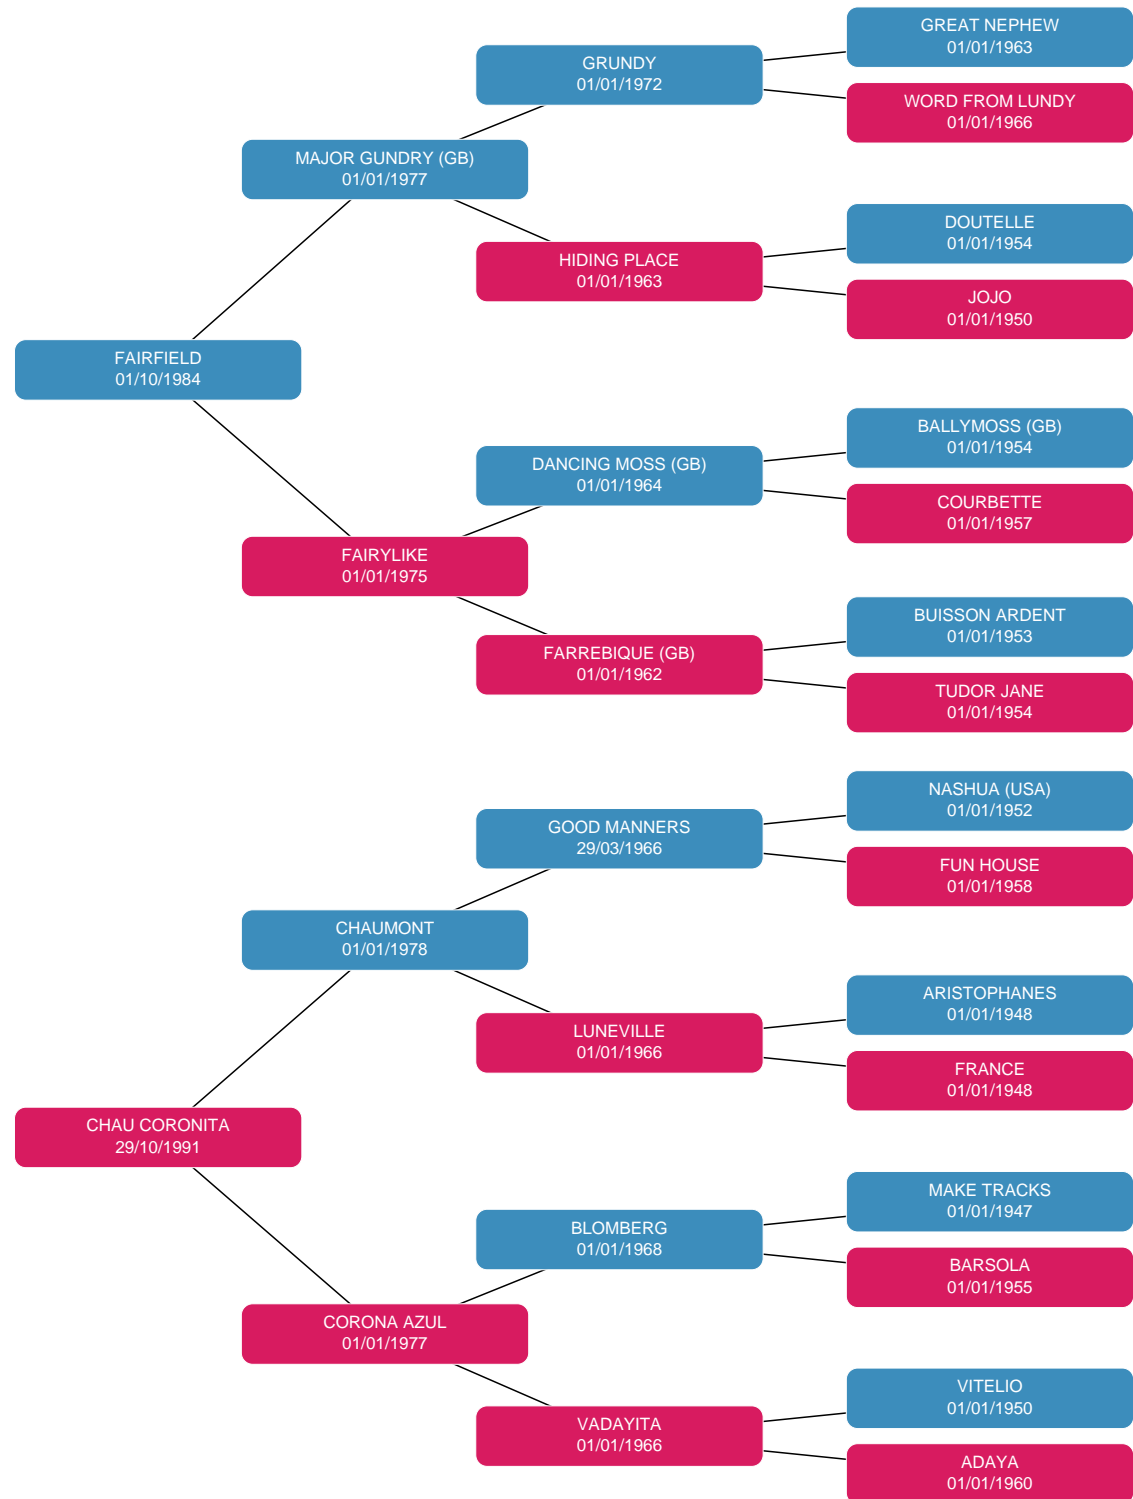 GREAT NEPHEW
01/01/1963
GRUNDY
01/01/1972
WORD FROM LUNDY
01/01/1966
MAJOR GUNDRY (GB)
01/01/1977
DOUTELLE
01/01/1954
HIDING PLACE
01/01/1963
JOJO
01/01/1950
FAIRFIELD
01/10/1984
BALLYMOSS (GB)
01/01/1954
DANCING MOSS (GB)
01/01/1964
COURBETTE
01/01/1957
FAIRYLIKE
01/01/1975
BUISSON ARDENT
01/01/1953
FARREBIQUE (GB)
01/01/1962
TUDOR JANE
01/01/1954
NASHUA (USA)
01/01/1952
GOOD MANNERS
29/03/1966
FUN HOUSE
01/01/1958
CHAUMONT
01/01/1978
ARISTOPHANES
01/01/1948
LUNEVILLE
01/01/1966
FRANCE
01/01/1948
CHAU CORONITA
29/10/1991
MAKE TRACKS
01/01/1947
BLOMBERG
01/01/1968
BARSOLA
01/01/1955
CORONA AZUL
01/01/1977
VITELIO
01/01/1950
VADAYITA
01/01/1966
ADAYA
01/01/1960